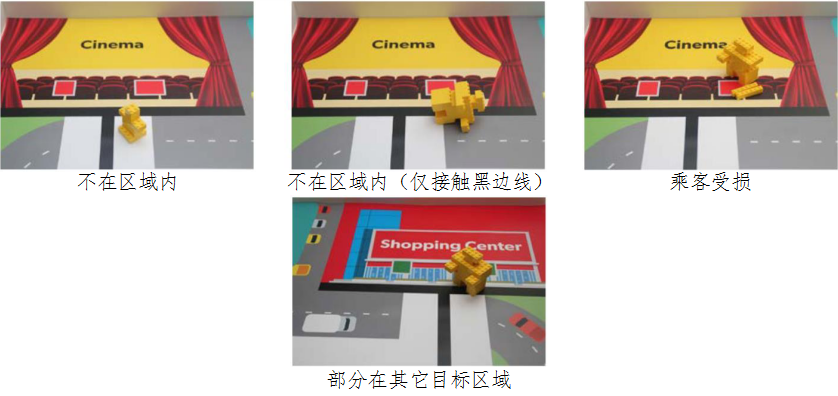 Cinema
Cinema
Cinema
不在区域内
不在区域内（仅接触黑边线）
乘客受损
Shopping Center
部分在其它目标区域